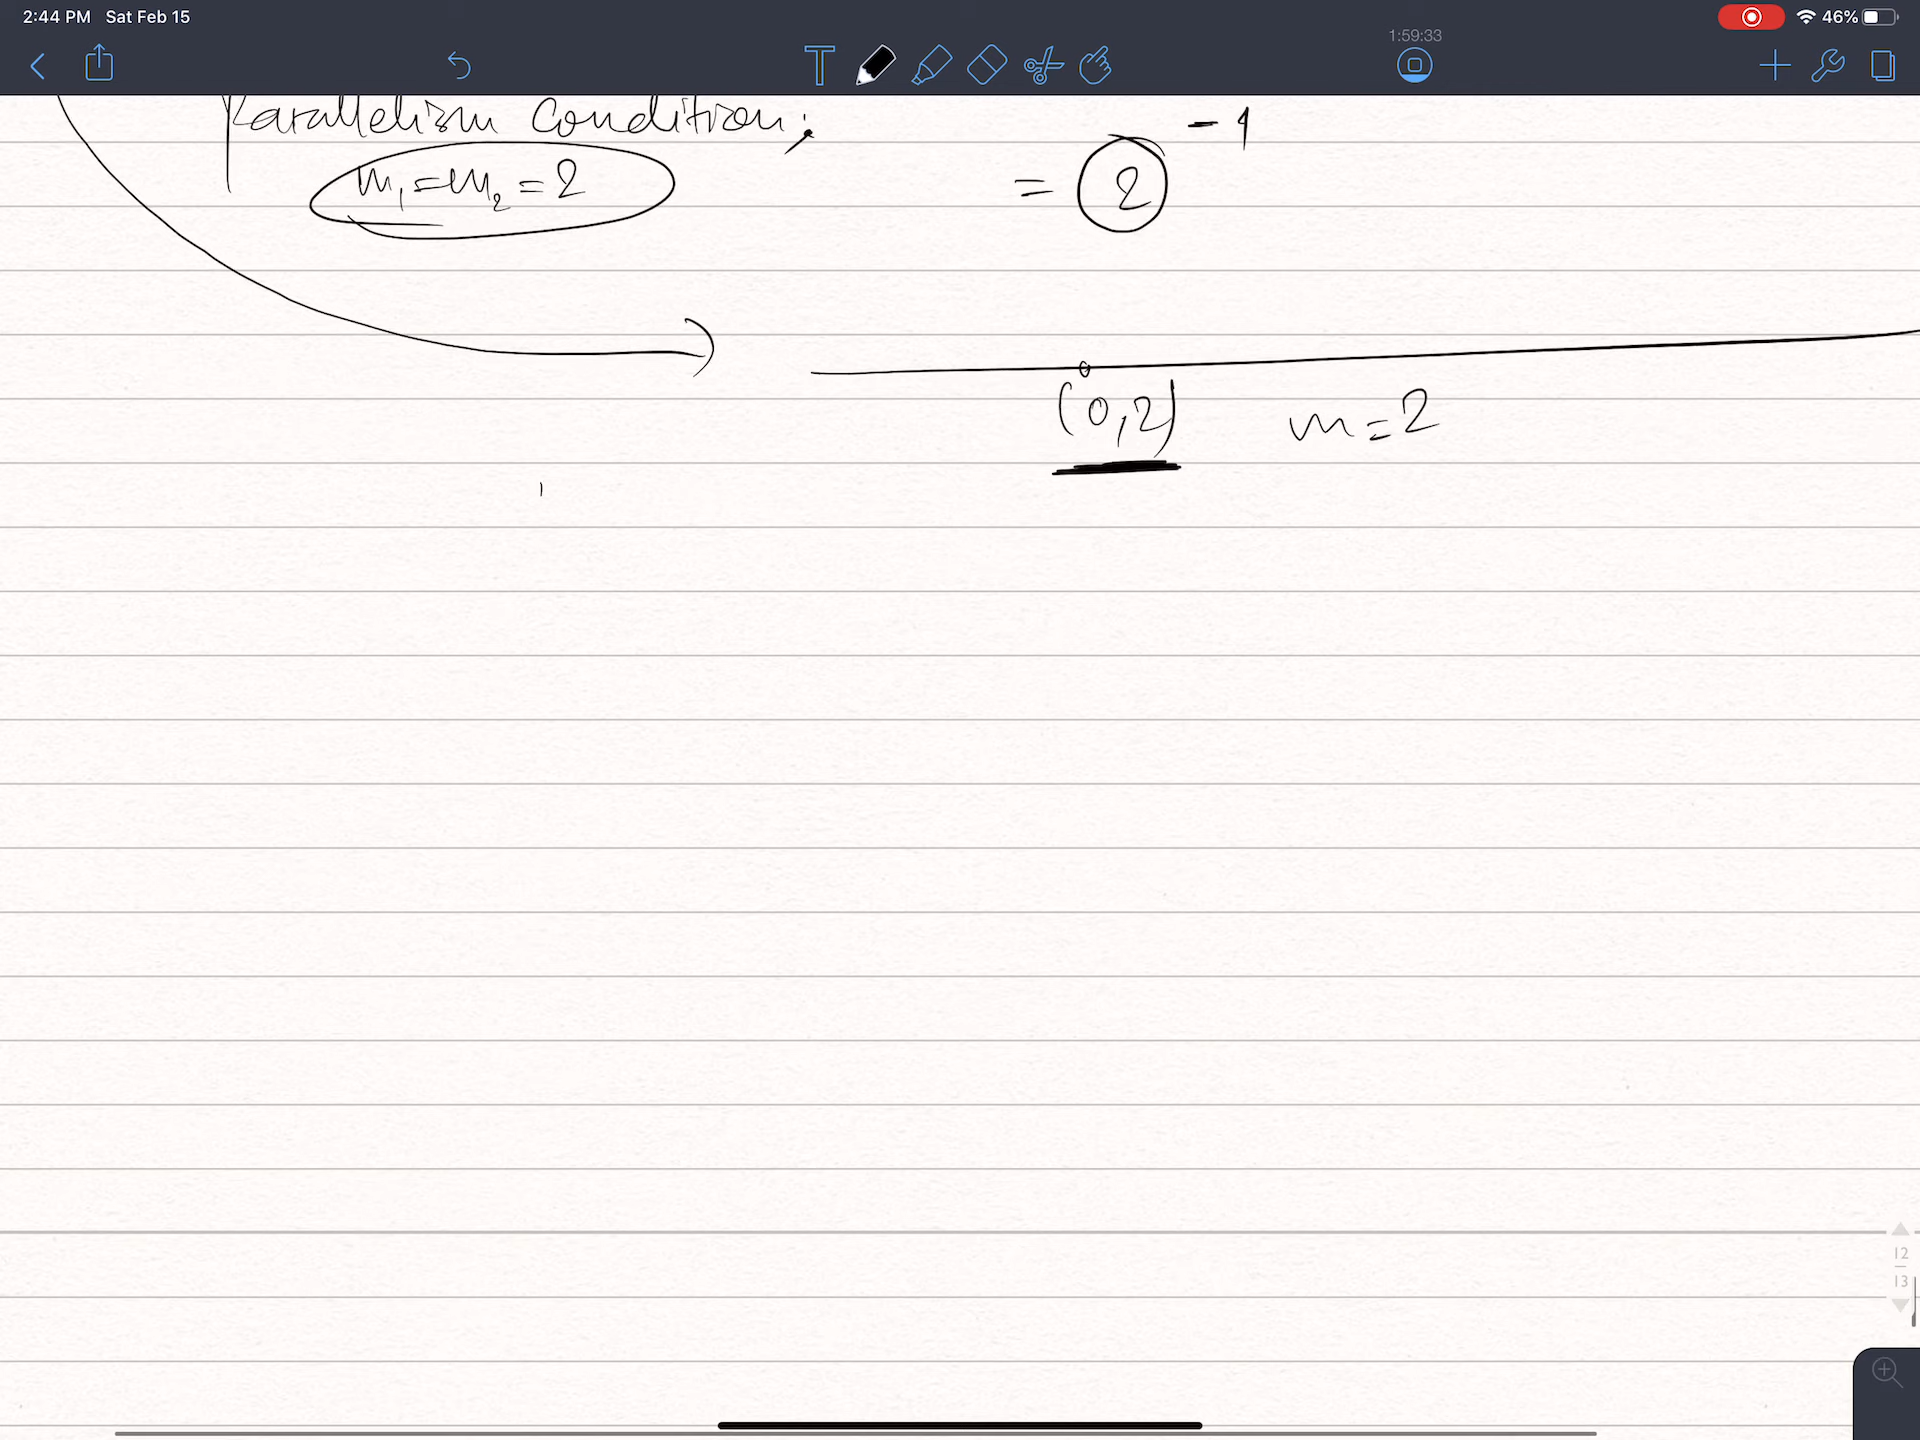 2:44 PM Sat Feb 15
46%
1:59:33
Parallelism Condition;
m₁ = m₂ = 2
- 1
= 2
(0,2) m = 2
12
13